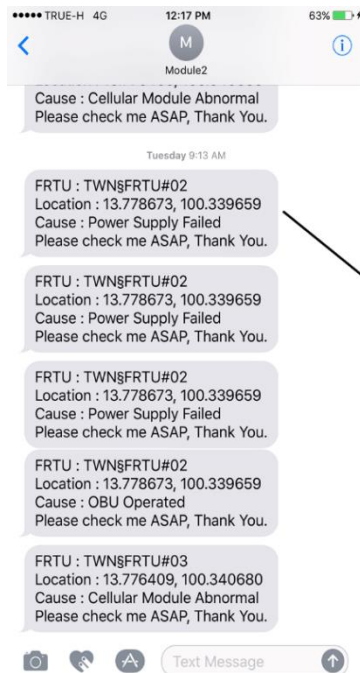 TRUE-H 4G 12:17 PM 63%
M
Module2
Cause : Cellular Module Abnormal
Please check me ASAP, Thank You.
Tuesday 9:13 AM
FRTU : TWN§FRTU#02
Location : 13.778673, 100.339659
Cause : Power Supply Failed
Please check me ASAP, Thank You.
FRTU : TWN§FRTU#02
Location : 13.778673, 100.339659
Cause : Power Supply Failed
Please check me ASAP, Thank You.
FRTU : TWN§FRTU#02
Location : 13.778673, 100.339659
Cause : Power Supply Failed
Please check me ASAP, Thank You.
FRTU : TWN§FRTU#02
Location : 13.778673, 100.339659
Cause : OBU Operated
Please check me ASAP, Thank You.
FRTU : TWN§FRTU#03
Location : 13.776409, 100.340680
Cause : Cellular Module Abnormal
Please check me ASAP, Thank You.
Text Message